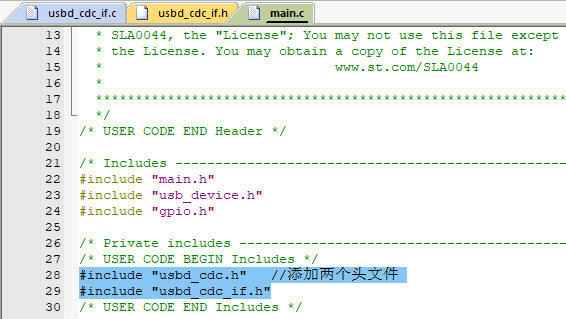 usbd_cdc_if.c usbd_cdc_if.h main.c
13 * SLA0044, the "License"; You may not use this file except
14 * the License. You may obtain a copy of the License at:
15 * www.st.com/SLA0044
16 *
17 ******************************************************************
18 */
19 /* USER CODE END Header */
20
21 /* Includes ------------------------------------------------
22 #include "main.h"
23 #include "usb_device.h"
24 #include "gpio.h"
25
26 /* Private includes ----------------------------------------
27 /* USER CODE BEGIN Includes */
28 #include "usbd_cdc.h" //添加两个头文件
29 #include "usbd_cdc_if.h"
30 /* USER CODE END Includes */